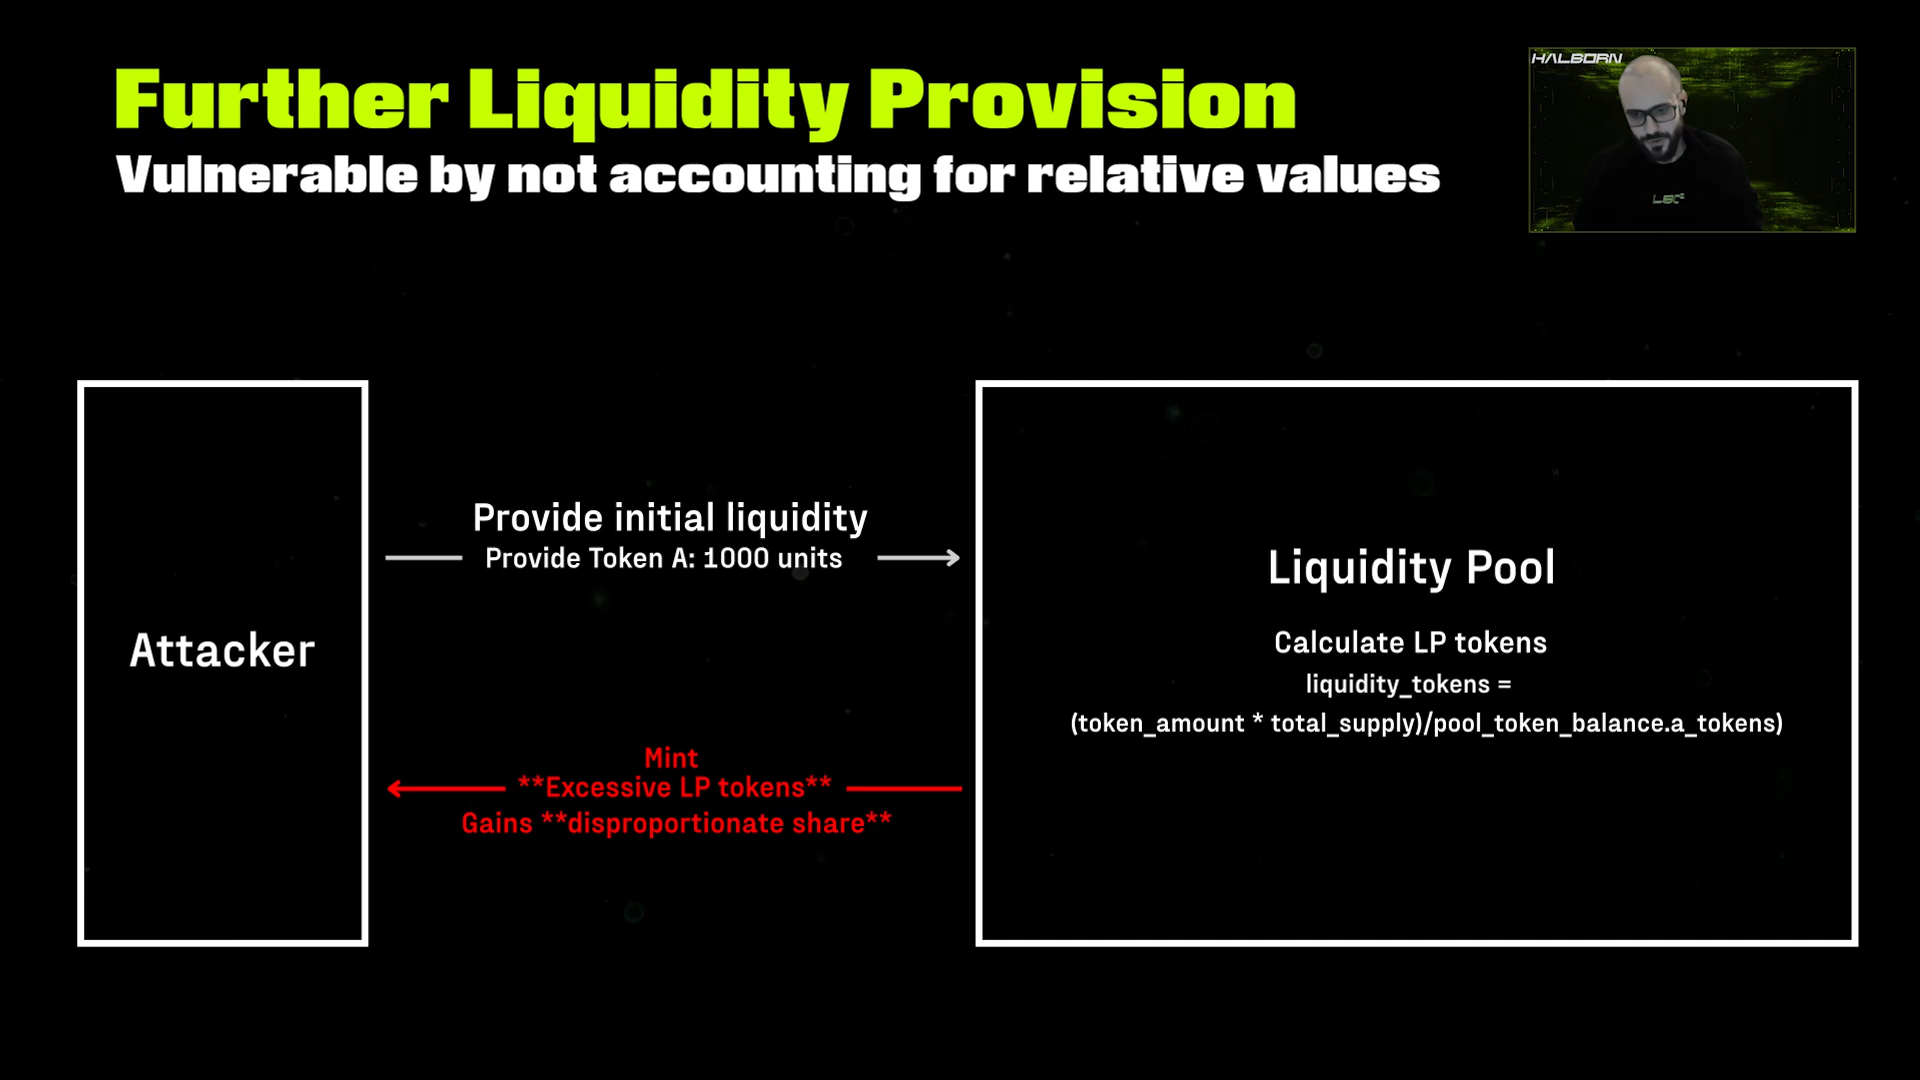 Further Liquidity Provision
Vulnerable by not accounting for relative values
HALBORN
Provide initial liquidity
Provide Token A: 1000 units
Attacker
Liquidity Pool
Calculate LP tokens
liquidity_tokens =
(token_amount * total_supply)/pool_token_balance.a_tokens)
Mint
**Excessive LP tokens**
Gains **disproportionate share**